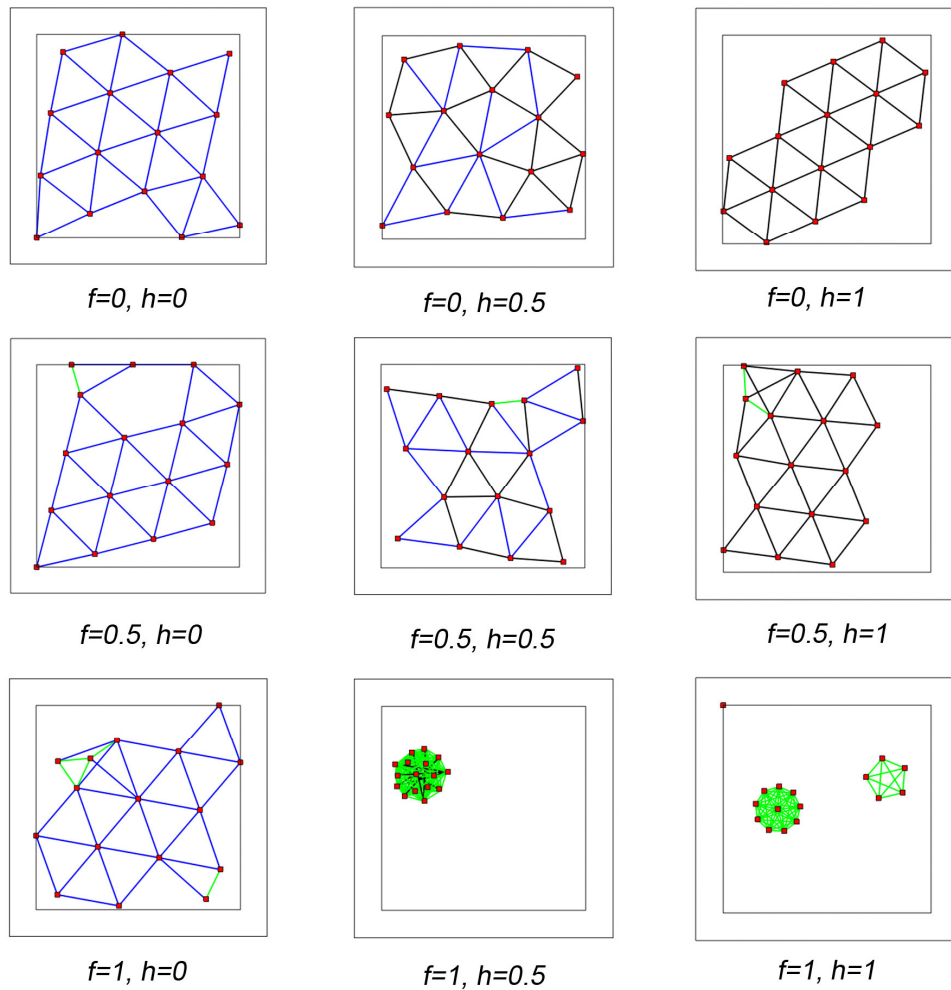 f=0, h=0
f=0, h=0.5
f=0, h=1
f=0.5, h=0
f=0.5, h=0.5
f=0.5, h=1
f=1, h=0
f=1, h=0.5
f=1, h=1